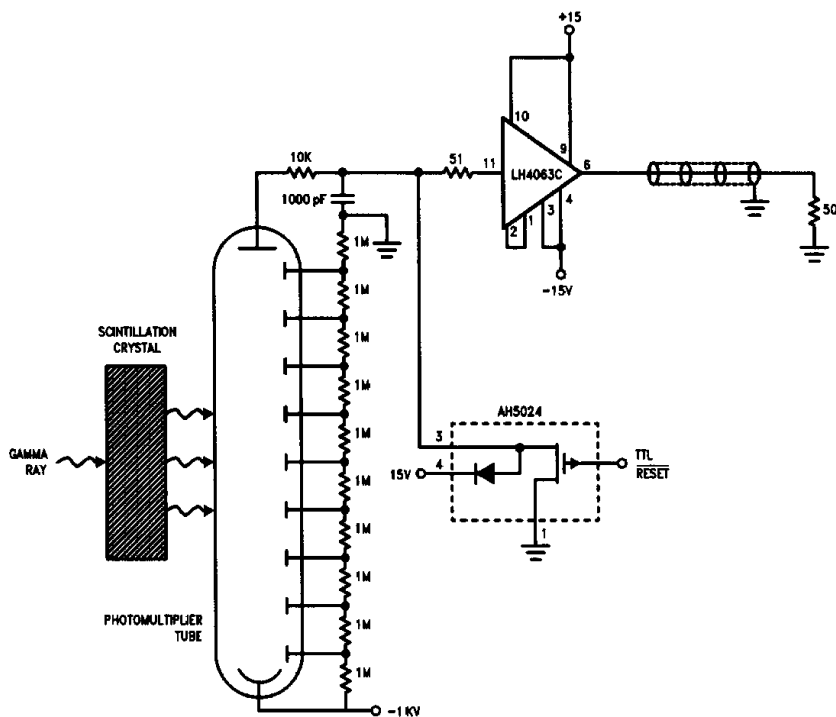 +15
10
9
10K
51
11
LH4063C
6
1000 pF
4
3
1
2
50
1M
-15V
1M
1M
SCINTILLATION
CRYSTAL
1M
AH5024
1M
3
TTL
RESET
GAMMA
RAY
15V
4
1M
1M
1
1M
PHOTOMULTIPLIER
TUBE
1M
1M
-1KV